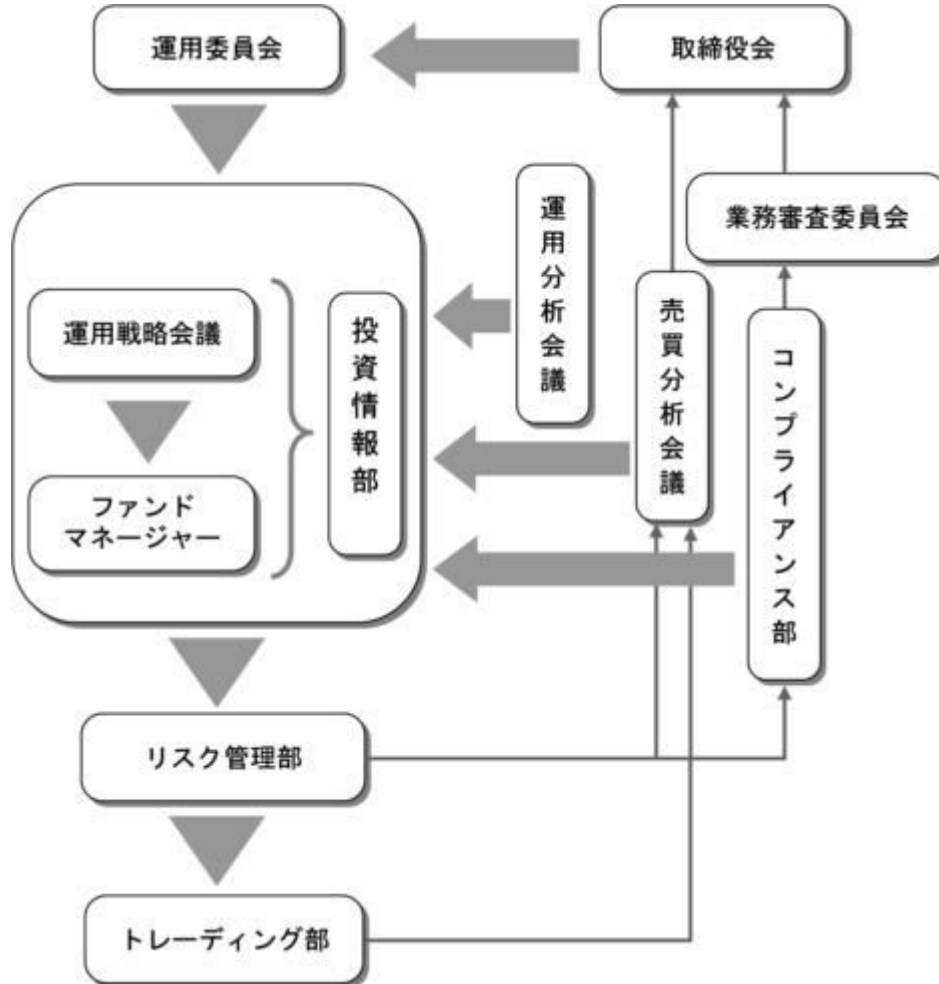 運用委員会
取締役会
運用分析会議
業務審査委員会
売買分析会議
運用戦略会議
投資情報部
コンプライアンス部
ファンド
マネージャー
リスク管理部
トレーディング部